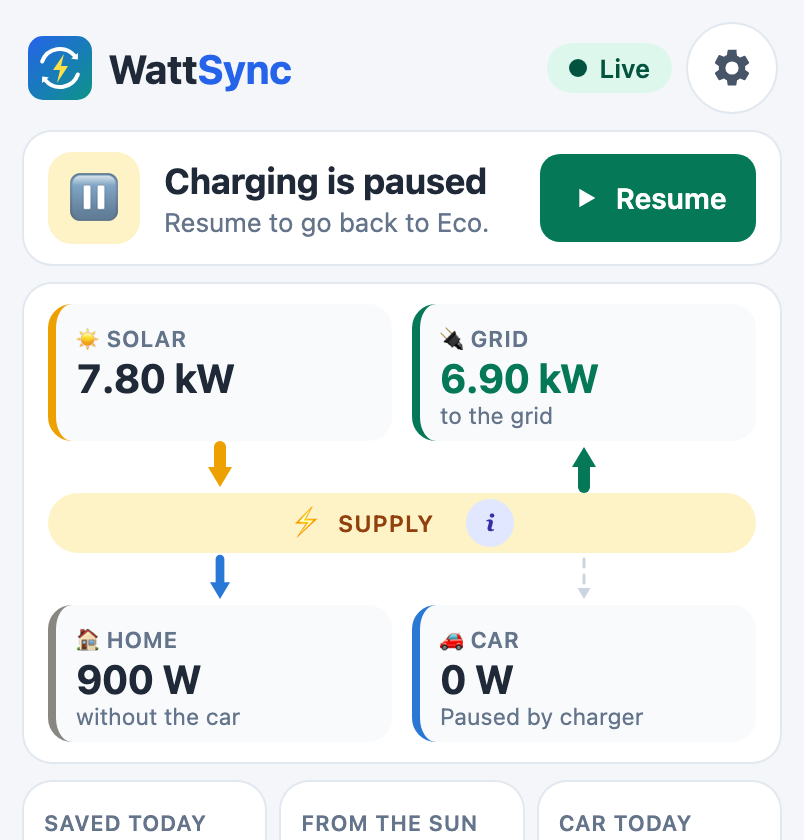 WattSync
Live
Charging is paused
Resume to go back to Eco.
Resume
SOLAR
7.80 kW
GRID
6.90 kW
to the grid
SUPPLY
i
HOME
900 W
without the car
CAR
0 W
Paused by charger
SAVED TODAY
FROM THE SUN
CAR TODAY